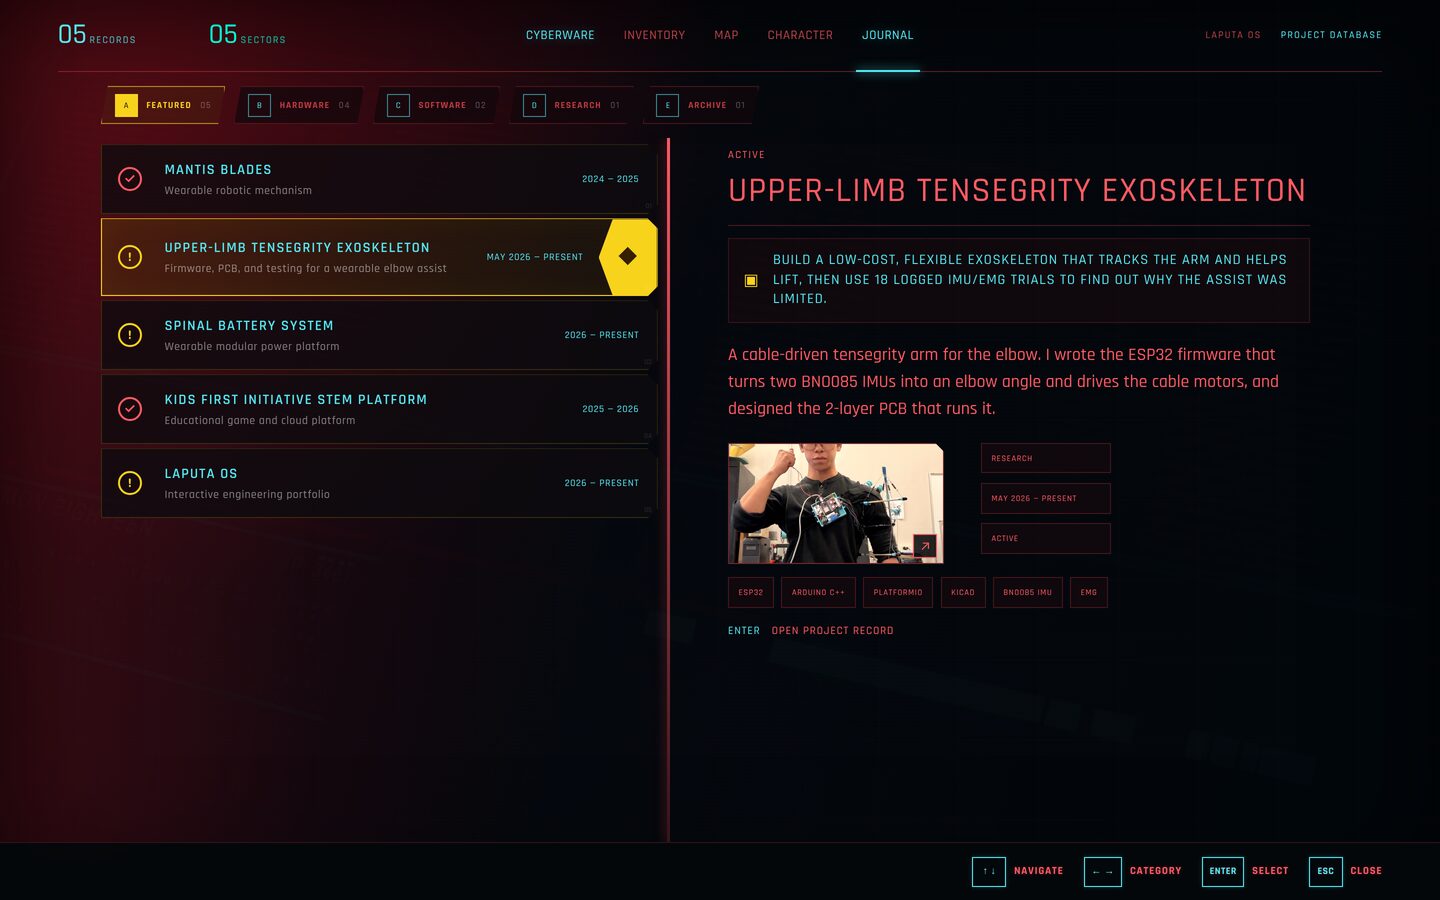 05 RECORDS
05 SECTORS
CYBERWARE INVENTORY MAP CHARACTER JOURNAL
LAPUTA OS PROJECT DATABASE
A FEATURED 05
B HARDWARE 04
C SOFTWARE 02
D RESEARCH 01
E ARCHIVE 01
MANTIS BLADES
Wearable robotic mechanism
2024 – 2025
01
! UPPER-LIMB TENSEGRITY EXOSKELETON
Firmware, PCB, and testing for a wearable elbow assist
MAY 2026 – PRESENT
! SPINAL BATTERY SYSTEM
Wearable modular power platform
2026 – PRESENT
03
KIDS FIRST INITIATIVE STEM PLATFORM
Educational game and cloud platform
2025 – 2026
04
! LAPUTA OS
Interactive engineering portfolio
2026 – PRESENT
05
ACTIVE
UPPER-LIMB TENSEGRITY EXOSKELETON
BUILD A LOW-COST, FLEXIBLE EXOSKELETON THAT TRACKS THE ARM AND HELPS
LIFT, THEN USE 18 LOGGED IMU/EMG TRIALS TO FIND OUT WHY THE ASSIST WAS
LIMITED.
A cable-driven tensegrity arm for the elbow. I wrote the ESP32 firmware that
turns two BNO085 IMUs into an elbow angle and drives the cable motors, and
designed the 2-layer PCB that runs it.
RESEARCH
MAY 2026 – PRESENT
ACTIVE
ESP32 ARDUINO C++ PLATFORMIO KICAD BNO085 IMU EMG
ENTER OPEN PROJECT RECORD
↑ ↓ NAVIGATE
← → CATEGORY
ENTER SELECT
ESC CLOSE